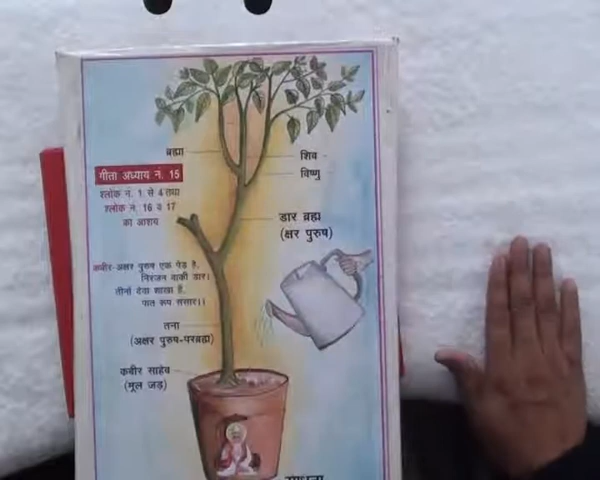 ब्रह्मा
शिव
विष्णु
गीता अध्याय नं. 15
श्लोक नं. 1 से 4 तथा
श्लोक नं. 16 व 17
का आशय
डार ब्रह्म
(क्षर पुरुष)
कबीर-अक्षर पुरुष एक पेड़ है,
निरंजन वाकी डार।
तीनों देवा शाखा हैं,
पात रूप संसार।।
तना
(अक्षर पुरुष-परब्रह्म)
कबीर साहेब
(मूल जड़)